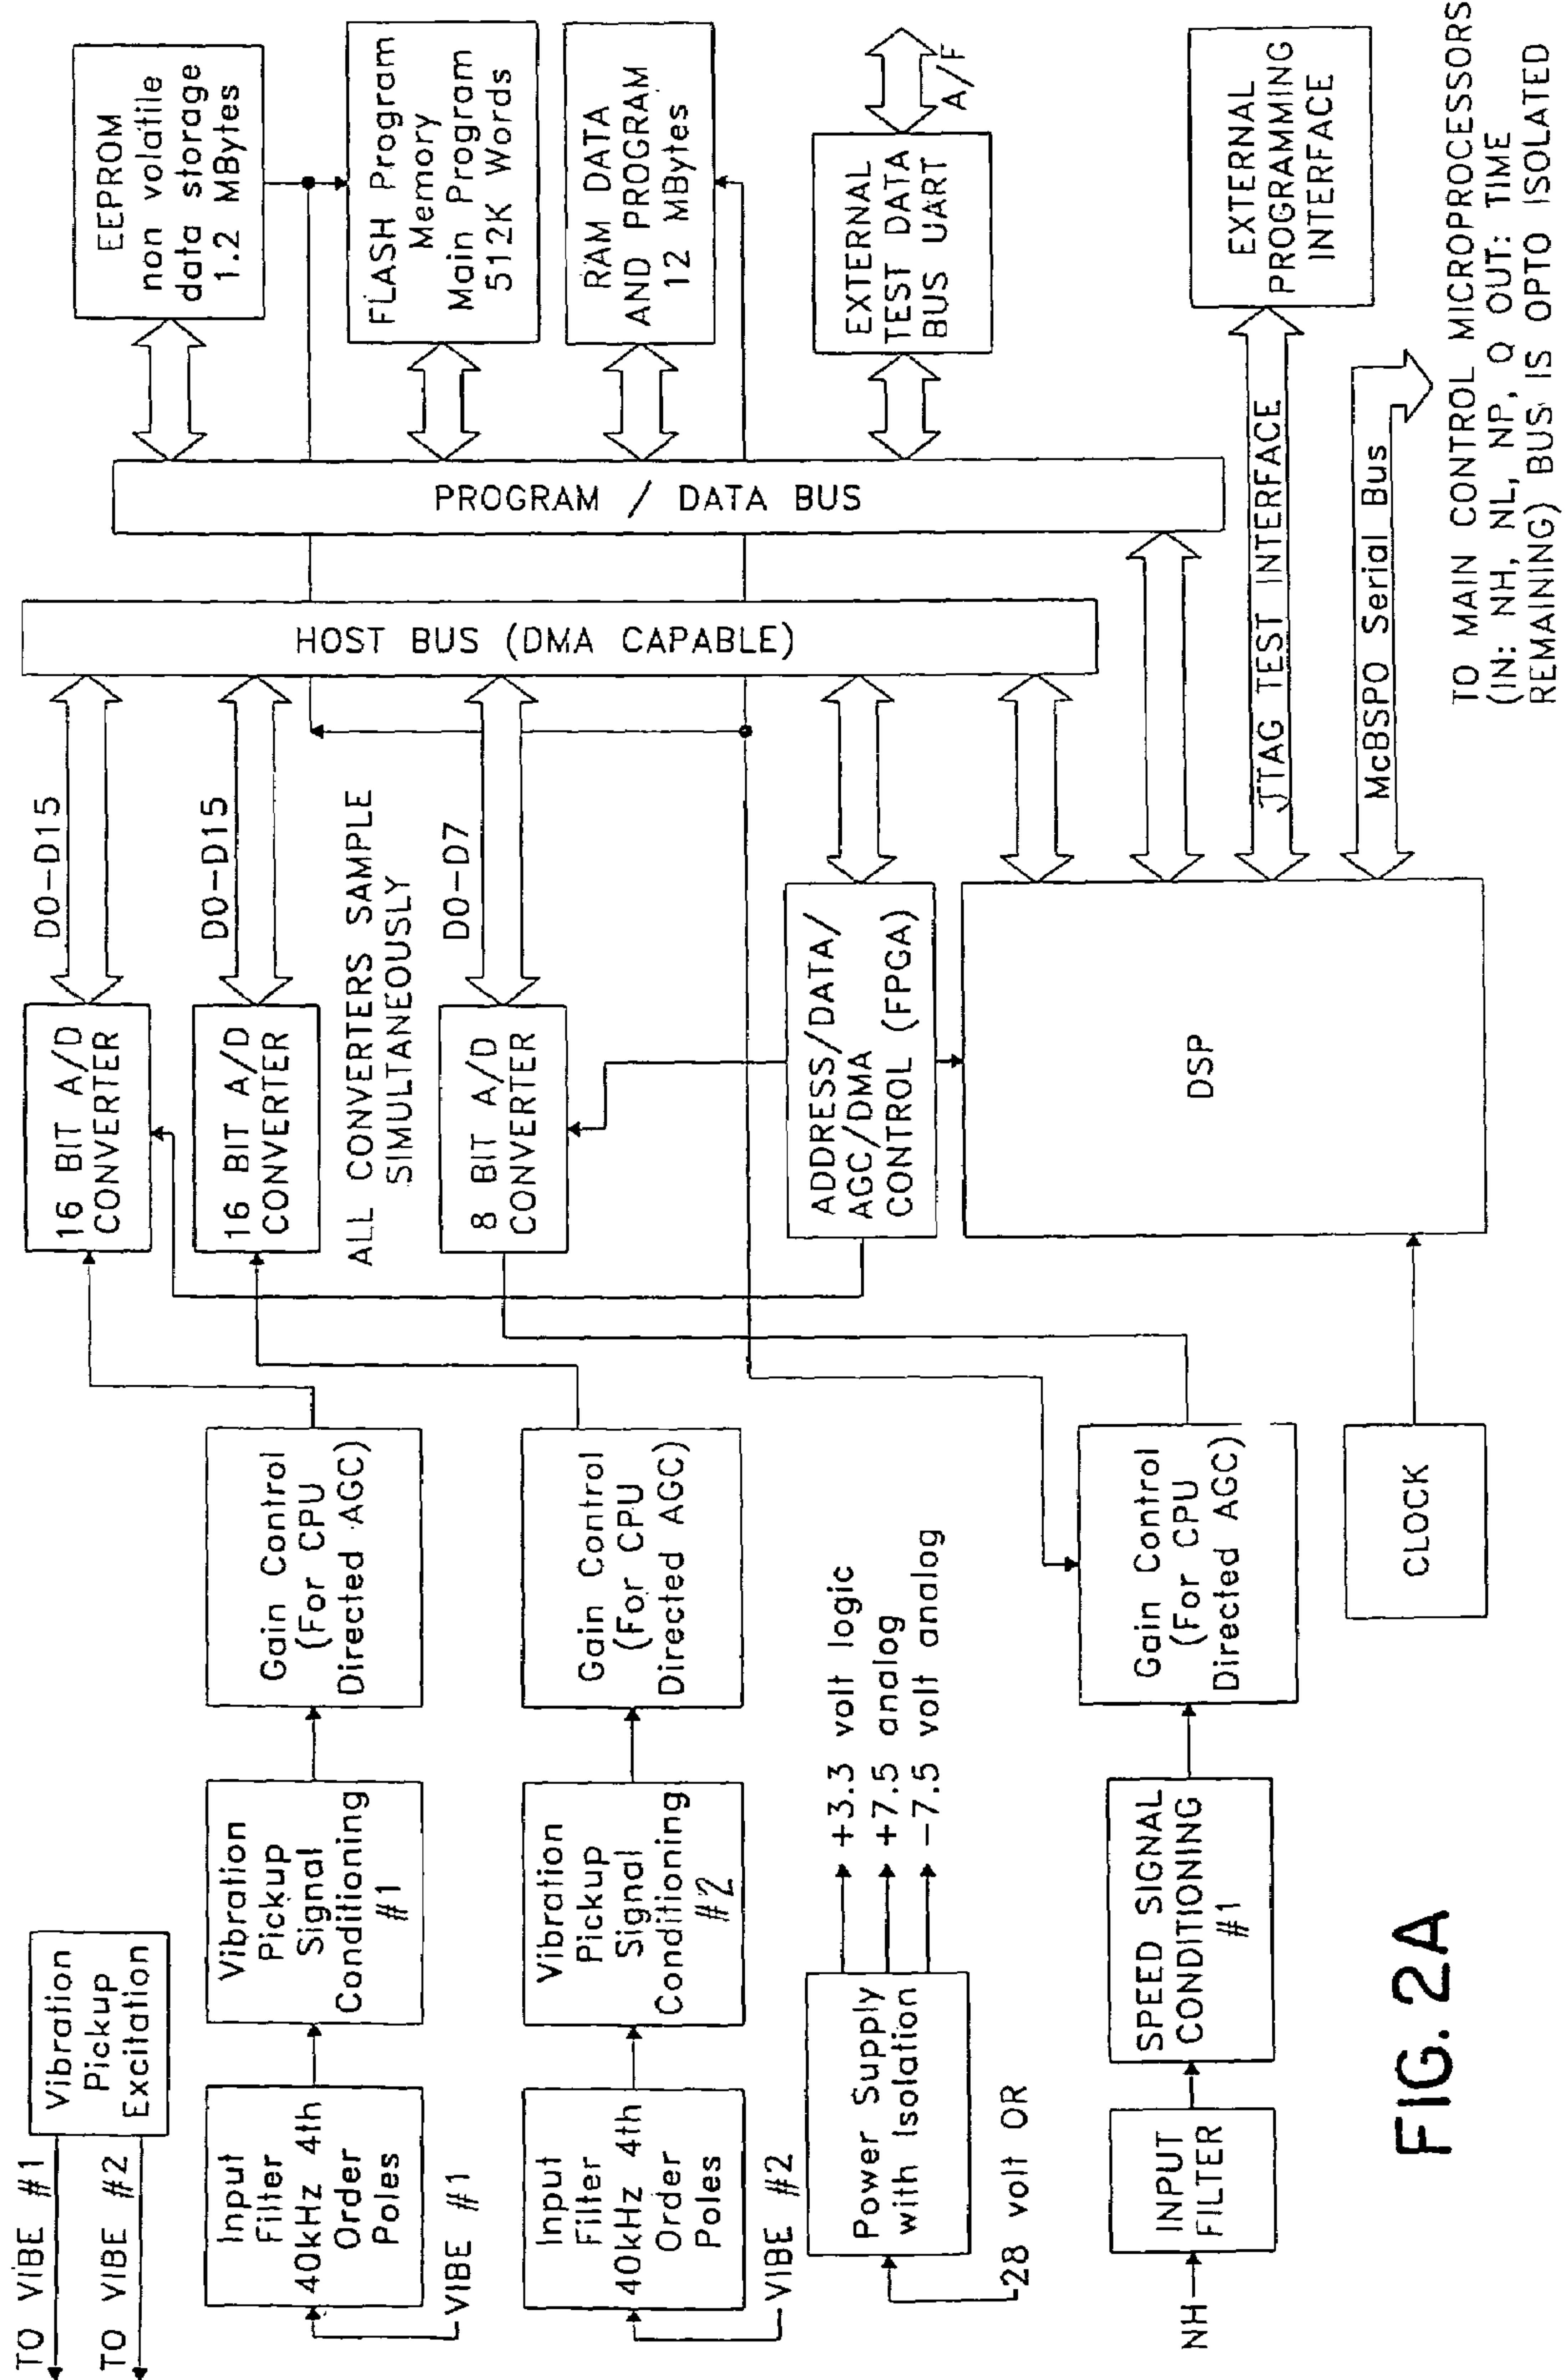 TO VIBE #1
TO VIBE #2
Vibration
Pickup
Excitation
Input
Filter
40kHz 4th
Order
Poles
VIBE #1
Vibration
Pickup
Signal
Conditioning
#1
Gain Control
(For CPU
Directed AGC)
16 BIT A/D
CONVERTER
D0-D15
Input
Filter
40kHz 4th
Order
Poles
VIBE #2
Vibration
Pickup
Signal
Conditioning
#2
Gain Control
(For CPU
Directed AGC)
16 BIT A/D
CONVERTER
D0-D15
ALL CONVERTERS SAMPLE
SIMULTANEOUSLY
8 BIT A/D
CONVERTER
D0-D7
Power Supply
with Isolation
28 volt OR
+3.3 volt logic
+7.5 analog
-7.5 volt analog
NH
INPUT
FILTER
SPEED SIGNAL
CONDITIONING
#1
Gain Control
(For CPU
Directed AGC)
CLOCK
ADDRESS/DATA/
AGC/DMA
CONTROL (FPGA)
DSP
HOST BUS (DMA CAPABLE)
PROGRAM / DATA BUS
EEPROM
non volatile
data storage
1.2 MBytes
FLASH Program
Memory
Main Program
512K Words
RAM DATA
AND PROGRAM
12 MBytes
EXTERNAL
TEST DATA
BUS UART
A/F
JTAG TEST INTERFACE
EXTERNAL
PROGRAMMING
INTERFACE
McBSPO Serial Bus
TO MAIN CONTROL MICROPROCESSORS
(IN: NH, NL, NP, Q OUT: TIME
REMAINING) BUS IS OPTO ISOLATED
FIG. 2A